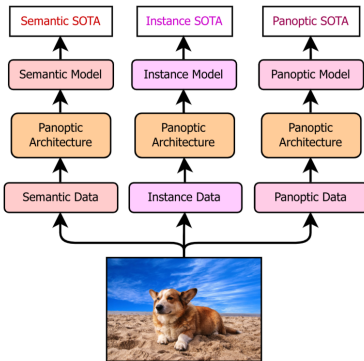 Semantic SOTA
Instance SOTA
Panoptic SOTA
Semantic Model
Instance Model
Panoptic Model
Panoptic
Architecture
Panoptic
Architecture
Panoptic
Architecture
Semantic Data
Instance Data
Panoptic Data